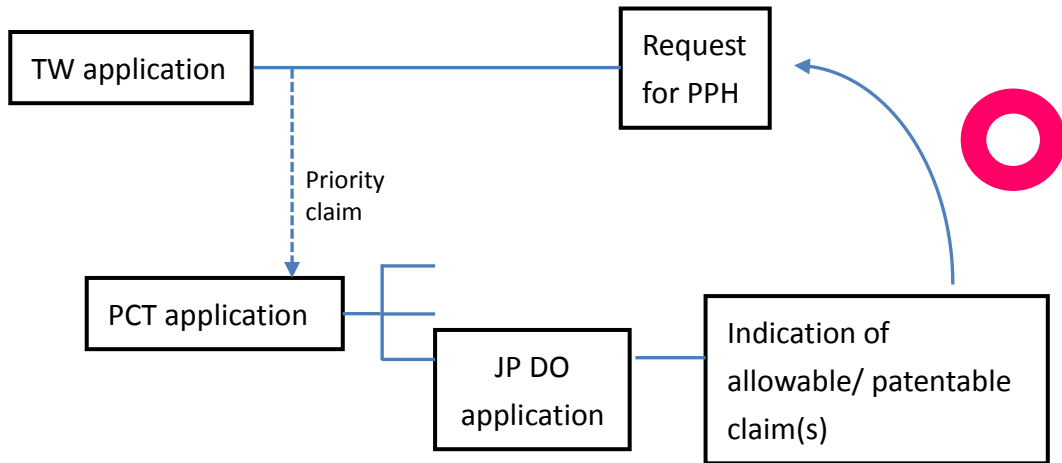 TW application
Request
for PPH
Priority
claim
PCT application
JP DO
application
Indication of
allowable/ patentable
claim(s)